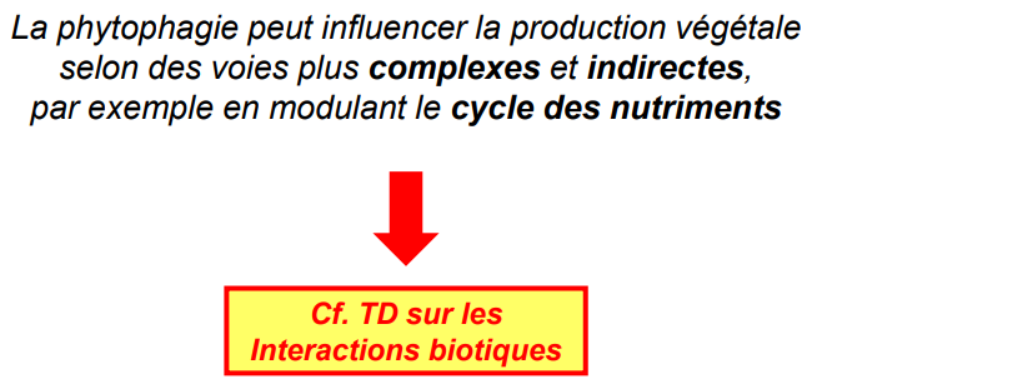 La phytophagie peut influencer la production végétale
selon des voies plus complexes et indirectes,
par exemple en modulant le cycle des nutriments
Cf. TD sur les
Interactions biotiques